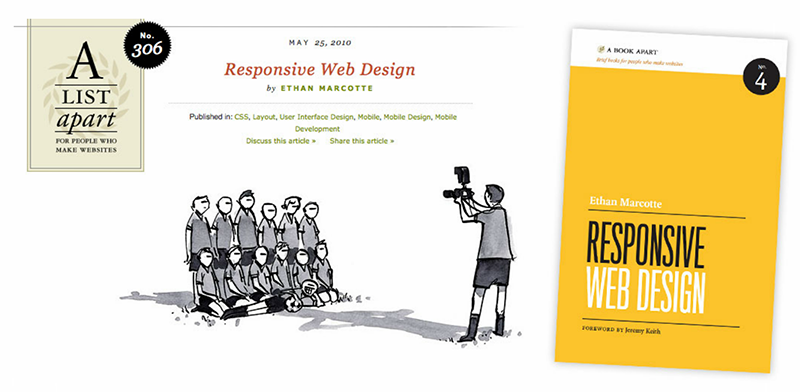 No.
306
A
LIST
apart
FOR PEOPLE WHO
MAKE WEBSITES
MAY 25, 2010
Responsive Web Design
by ETHAN MARCOTTE
Published in: CSS, Layout, User Interface Design, Mobile, Mobile Design, Mobile
Development
Discuss this article » Share this article »
A BOOK APART
Brief books for people who make websites
No.
4
Ethan Marcotte
RESPONSIVE
WEB DESIGN
FOREWORD BY Jeremy Keith